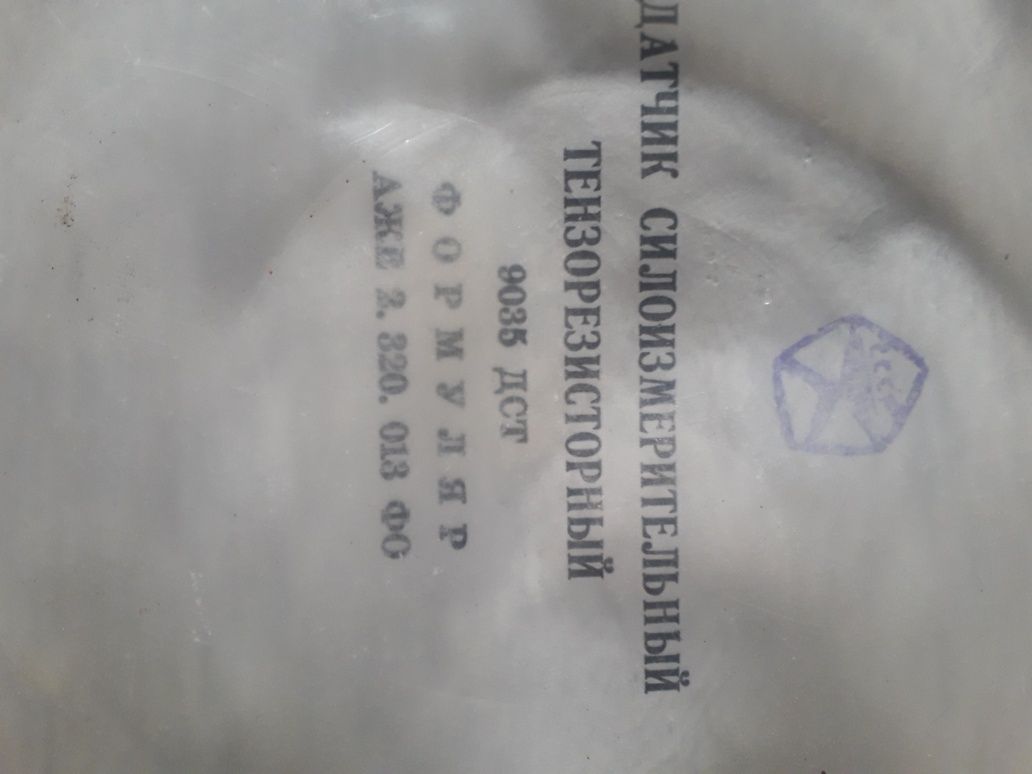 ДАТЧИК СИЛОИЗМЕРИТЕЛЬНЫЙ
ТЕНЗОРЕЗИСТОРНЫЙ
9035 ДСТ
ФОРМУЛЯР
АЖЕ 2. 320. 013 ФО